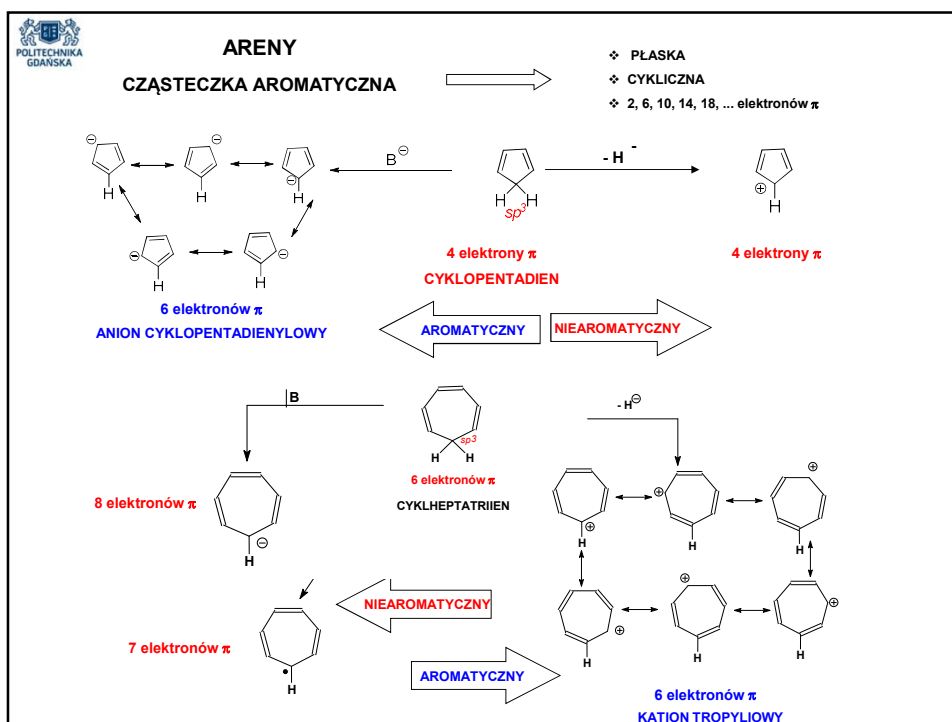 POLITECHNIKA
GDAŃSKA
ARENY
CZĄSTECZKA AROMATYCZNA
❖ PŁASKA
❖ CYKLICZNA
❖ 2, 6, 10, 14, 18, ... elektronów π
⊖ ⊖ ⊖ B⊖ - H - ⊕
H H H H H H
sp3
⊖ ⊖
H H
4 elektrony π 4 elektrony π
CYKLOPENTADIEN
6 elektronów π
ANION CYKLOPENTADIENYLOWY
AROMATYCZNY NIEAROMATYCZNY
|B - H⊖
sp3
H H
6 elektronów π
CYKLHEPTATRIIEN
8 elektronów π
⊖
H
⊕ ⊕ ⊕
H H H
NIEAROMATYCZNY
⊕ ⊕ ⊕
H H H
7 elektronów π
•
H
AROMATYCZNY
6 elektronów π
KATION TROPYLIOWY